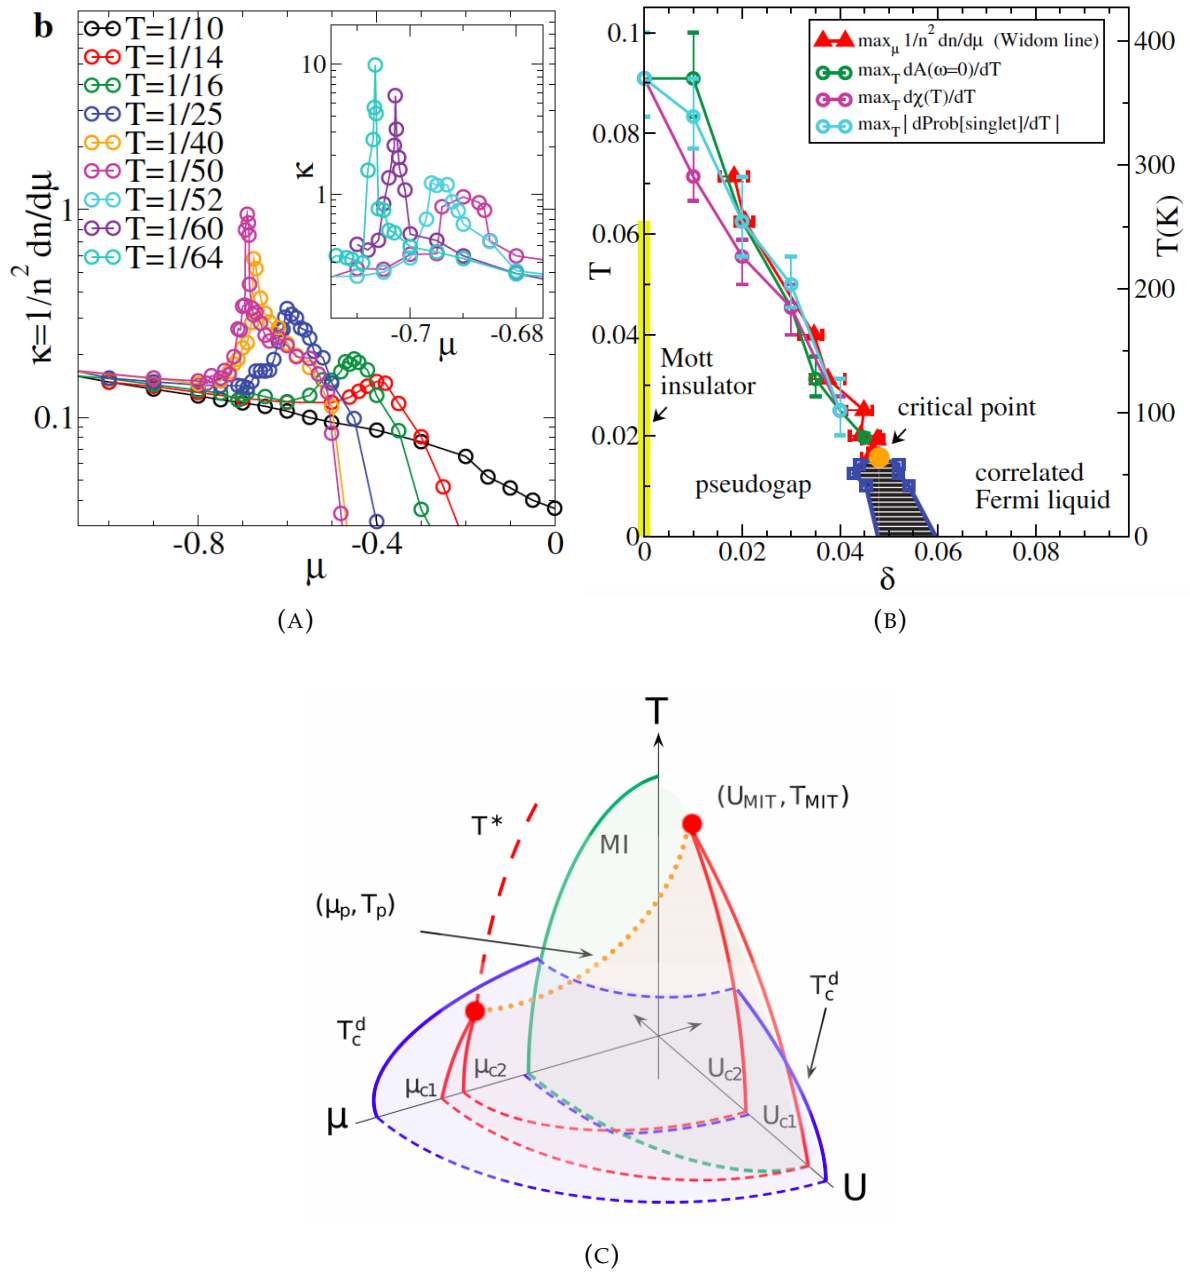 b
T=1/10
T=1/14
T=1/16
T=1/25
T=1/40
T=1/50
T=1/52
T=1/60
T=1/64
κ=1/n² dn/dμ
1
0.1
-0.8
-0.4
0
μ
10
1
κ
-0.7
-0.68
μ
(A)
max_μ 1/n² dn/dμ (Widom line)
max_T dA(ω=0)/dT
max_T dχ(T)/dT
max_T | dProb[singlet]/dT |
0.1
0.08
0.06
0.04
0.02
0
T
400
300
200
100
0
T(K)
Mott
insulator
critical point
pseudogap
correlated
Fermi liquid
0
0.02
0.04
0.06
0.08
δ
(B)
T
(U_MIT, T_MIT)
T*
MI
(μ_p, T_p)
T_c^d
T_c^d
μ_c2
μ_c1
U_c2
U_c1
μ
U
(C)